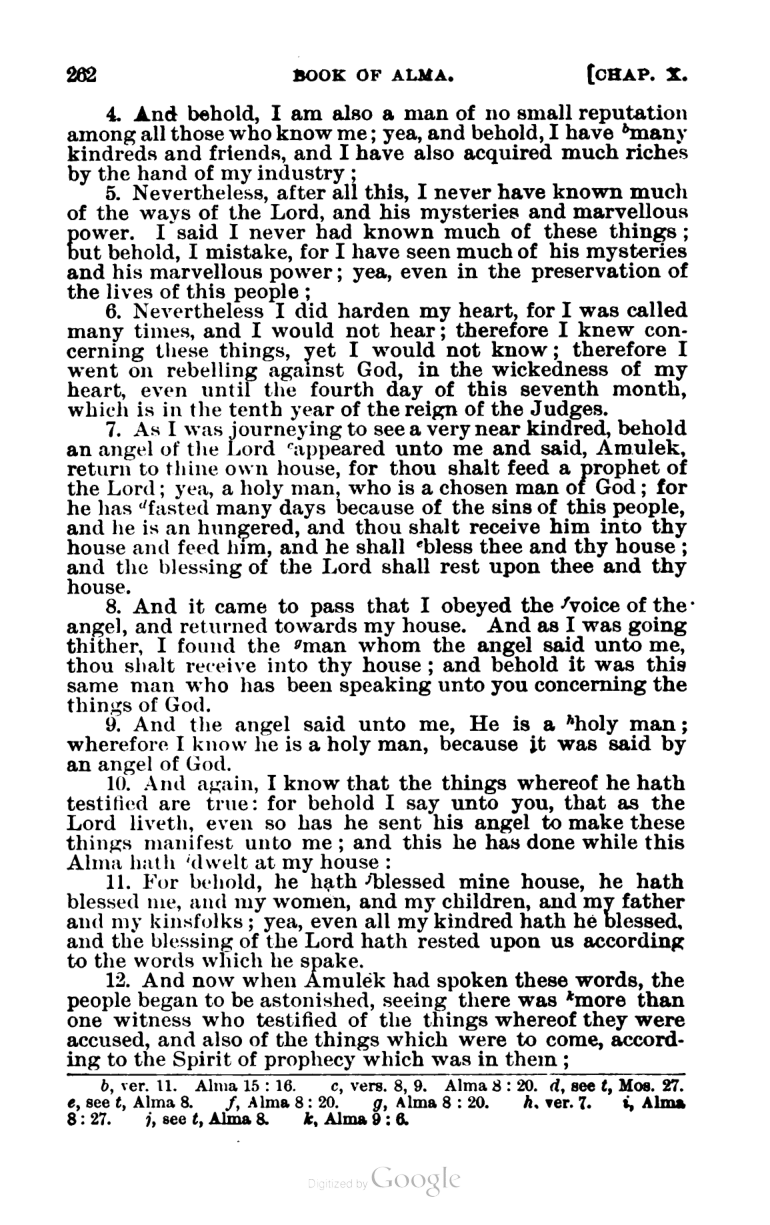 262 BOOK OF ALMA. [CHAP. X.
4. And behold, I am also a man of no small reputation
among all those who know me; yea, and behold, I have ᵇmany
kindreds and friends, and I have also acquired much riches
by the hand of my industry;
5. Nevertheless, after all this, I never have known much
of the ways of the Lord, and his mysteries and marvellous
power. I said I never had known much of these things;
but behold, I mistake, for I have seen much of his mysteries
and his marvellous power; yea, even in the preservation of
the lives of this people;
6. Nevertheless I did harden my heart, for I was called
many times, and I would not hear; therefore I knew con-
cerning these things, yet I would not know; therefore I
went on rebelling against God, in the wickedness of my
heart, even until the fourth day of this seventh month,
which is in the tenth year of the reign of the Judges.
7. As I was journeying to see a very near kindred, behold
an angel of the Lord ᶜappeared unto me and said, Amulek,
return to thine own house, for thou shalt feed a prophet of
the Lord; yea, a holy man, who is a chosen man of God; for
he has ᵈfasted many days because of the sins of this people,
and he is an hungered, and thou shalt receive him into thy
house and feed him, and he shall ᵉbless thee and thy house;
and the blessing of the Lord shall rest upon thee and thy
house.
8. And it came to pass that I obeyed the ᶠvoice of the
angel, and returned towards my house. And as I was going
thither, I found the ᵍman whom the angel said unto me,
thou shalt receive into thy house; and behold it was this
same man who has been speaking unto you concerning the
things of God.
9. And the angel said unto me, He is a ʰholy man;
wherefore I know he is a holy man, because it was said by
an angel of God.
10. And again, I know that the things whereof he hath
testified are true: for behold I say unto you, that as the
Lord liveth, even so has he sent his angel to make these
things manifest unto me; and this he has done while this
Alma hath ⁱdwelt at my house:
11. For behold, he hath ʲblessed mine house, he hath
blessed me, and my women, and my children, and my father
and my kinsfolks; yea, even all my kindred hath he blessed,
and the blessing of the Lord hath rested upon us according
to the words which he spake.
12. And now when Amulek had spoken these words, the
people began to be astonished, seeing there was ᵏmore than
one witness who testified of the things whereof they were
accused, and also of the things which were to come, accord-
ing to the Spirit of prophecy which was in them;
b, ver. 11. Alma 15:16. c, vers. 8, 9. Alma 8:20. d, see t, Mos. 27.
e, see t, Alma 8. f, Alma 8:20. g, Alma 8:20. h, ver. 7. i, Alma
8:27. j, see t, Alma 8. k, Alma 9:6.
Digitized by Google